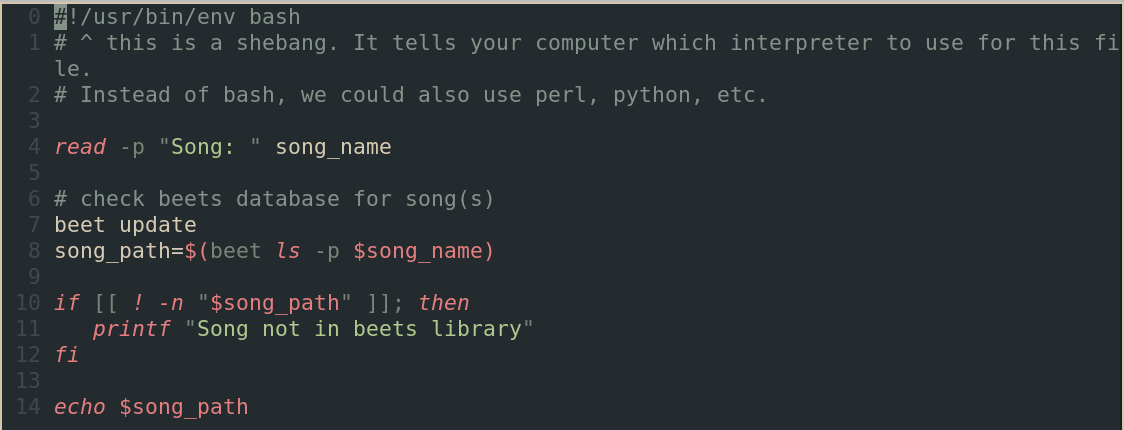 0 #!/usr/bin/env bash
1 # ^ this is a shebang. It tells your computer which interpreter to use for this fi
le.
2 # Instead of bash, we could also use perl, python, etc.
3
4 read -p "Song: " song_name
5
6 # check beets database for song(s)
7 beet update
8 song_path=$(beet ls -p $song_name)
9
10 if [[ ! -n "$song_path" ]]; then
11    printf "Song not in beets library"
12 fi
13
14 echo $song_path